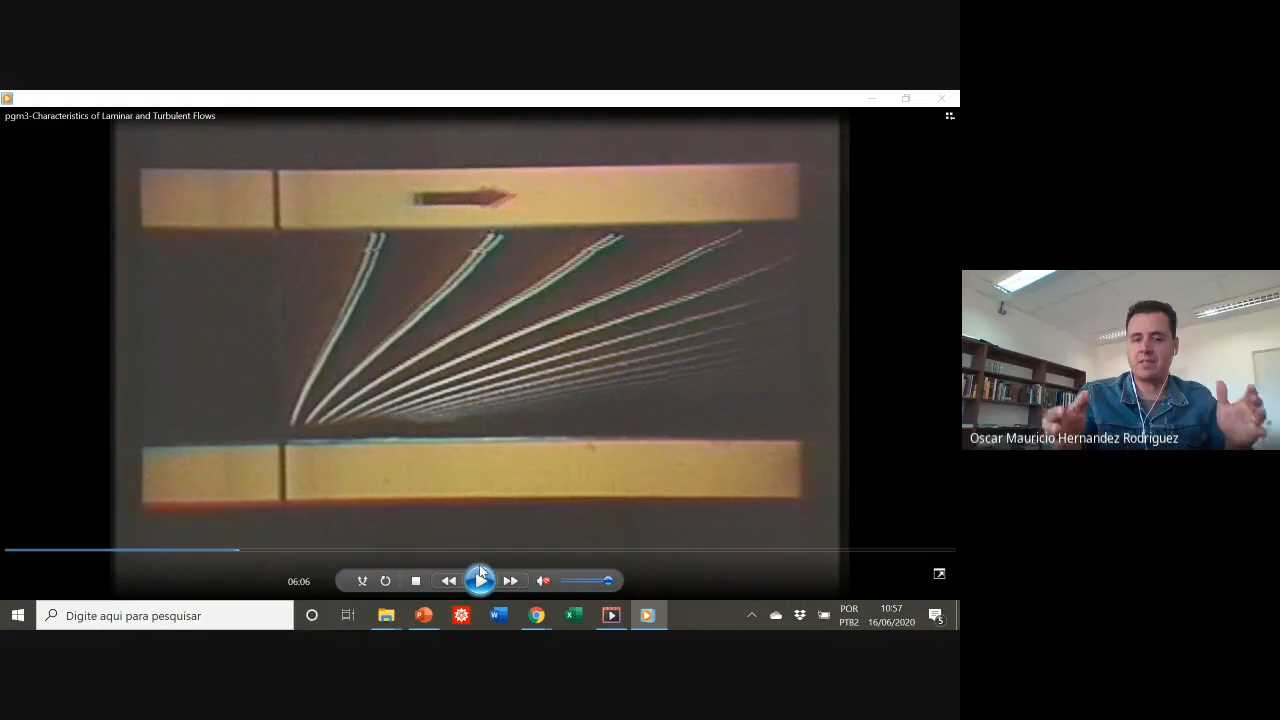 pgm3-Characteristics of Laminar and Turbulent Flows
Oscar Mauricio Hernandez Rodriguez
06:06
Digite aqui para pesquisar
POR
PTB2
10:57
16/06/2020
5